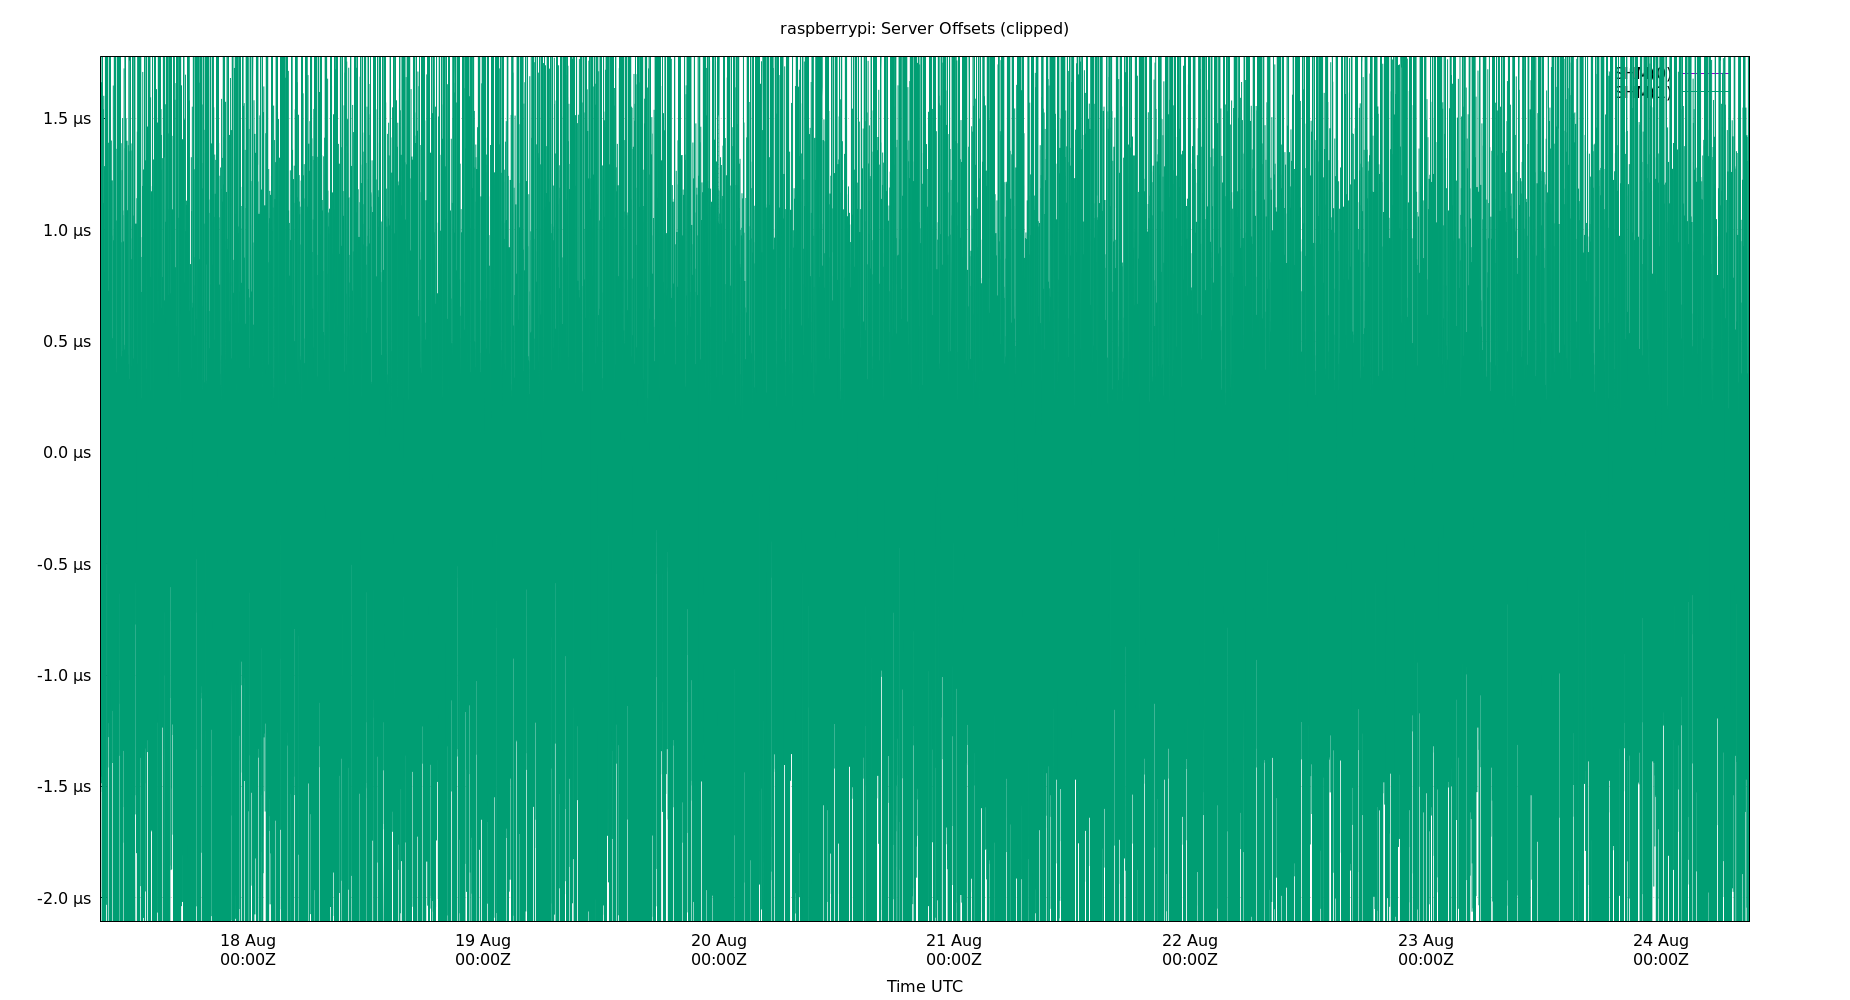 raspberrypi: Server Offsets (clipped)
1.5 µs
1.0 µs
0.5 µs
0.0 µs
-0.5 µs
-1.0 µs
-1.5 µs
-2.0 µs
18 Aug 19 Aug 20 Aug 21 Aug 22 Aug 23 Aug 24 Aug
00:00Z 00:00Z 00:00Z 00:00Z 00:00Z 00:00Z 00:00Z
Time UTC